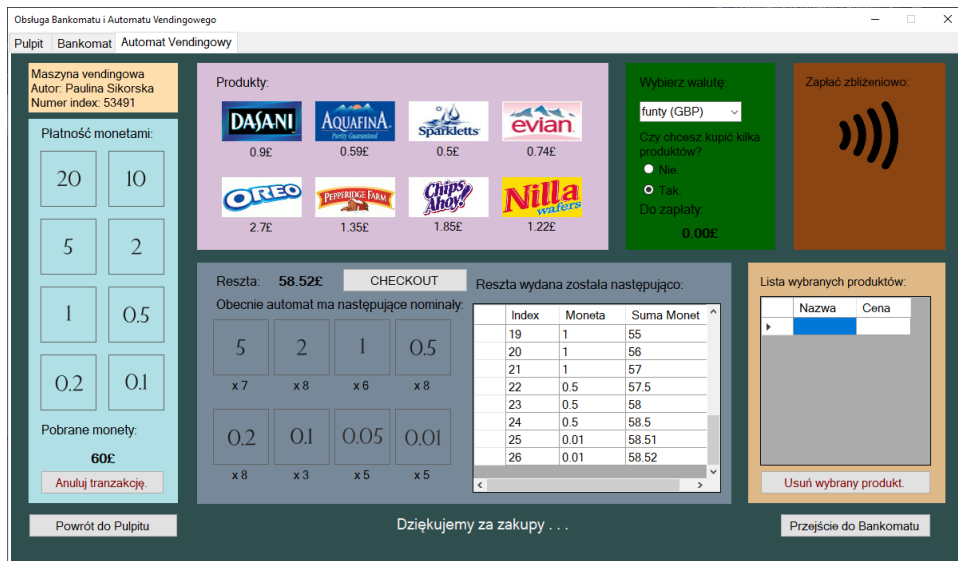 Obsługa Bankomatu i Automatu Vendingowego
Pulpit Bankomat Automat Vendingowy
Maszyna vendingowa
Autor: Paulina Sikorska
Numer index: 53491
Płatność monetami:
20 10
5 2
1 0.5
0.2 0.1
Pobrane monety:
60£
Anuluj tranzakcję.
Powrót do Pulpitu
Produkty:
DASANI AQUAFINA Sparkletts evian
Purity Guaranteed
0.9£ 0.59£ 0.5£ 0.74£
OREO PEPPERIDGE FARM Chips Ahoy! Nilla wafers
2.7£ 1.35£ 1.85£ 1.22£
Wybierz walutę:
funty (GBP)
Czy chcesz kupić kilka
produktów?
Nie.
Tak.
Do zapłaty:
0.00£
Zapłać zbliżeniowo:
Reszta: 58.52£ CHECKOUT
Obecnie automat ma następujące nominały:
5 2 1 0.5
x 7 x 8 x 6 x 8
0.2 0.1 0.05 0.01
x 8 x 3 x 5 x 5
Reszta wydana została następująco:
Index Moneta Suma Monet
19 1 55
20 1 56
21 1 57
22 0.5 57.5
23 0.5 58
24 0.5 58.5
25 0.01 58.51
26 0.01 58.52
Lista wybranych produktów:
Nazwa Cena
Usuń wybrany produkt.
Dziękujemy za zakupy . . .
Przejście do Bankomatu